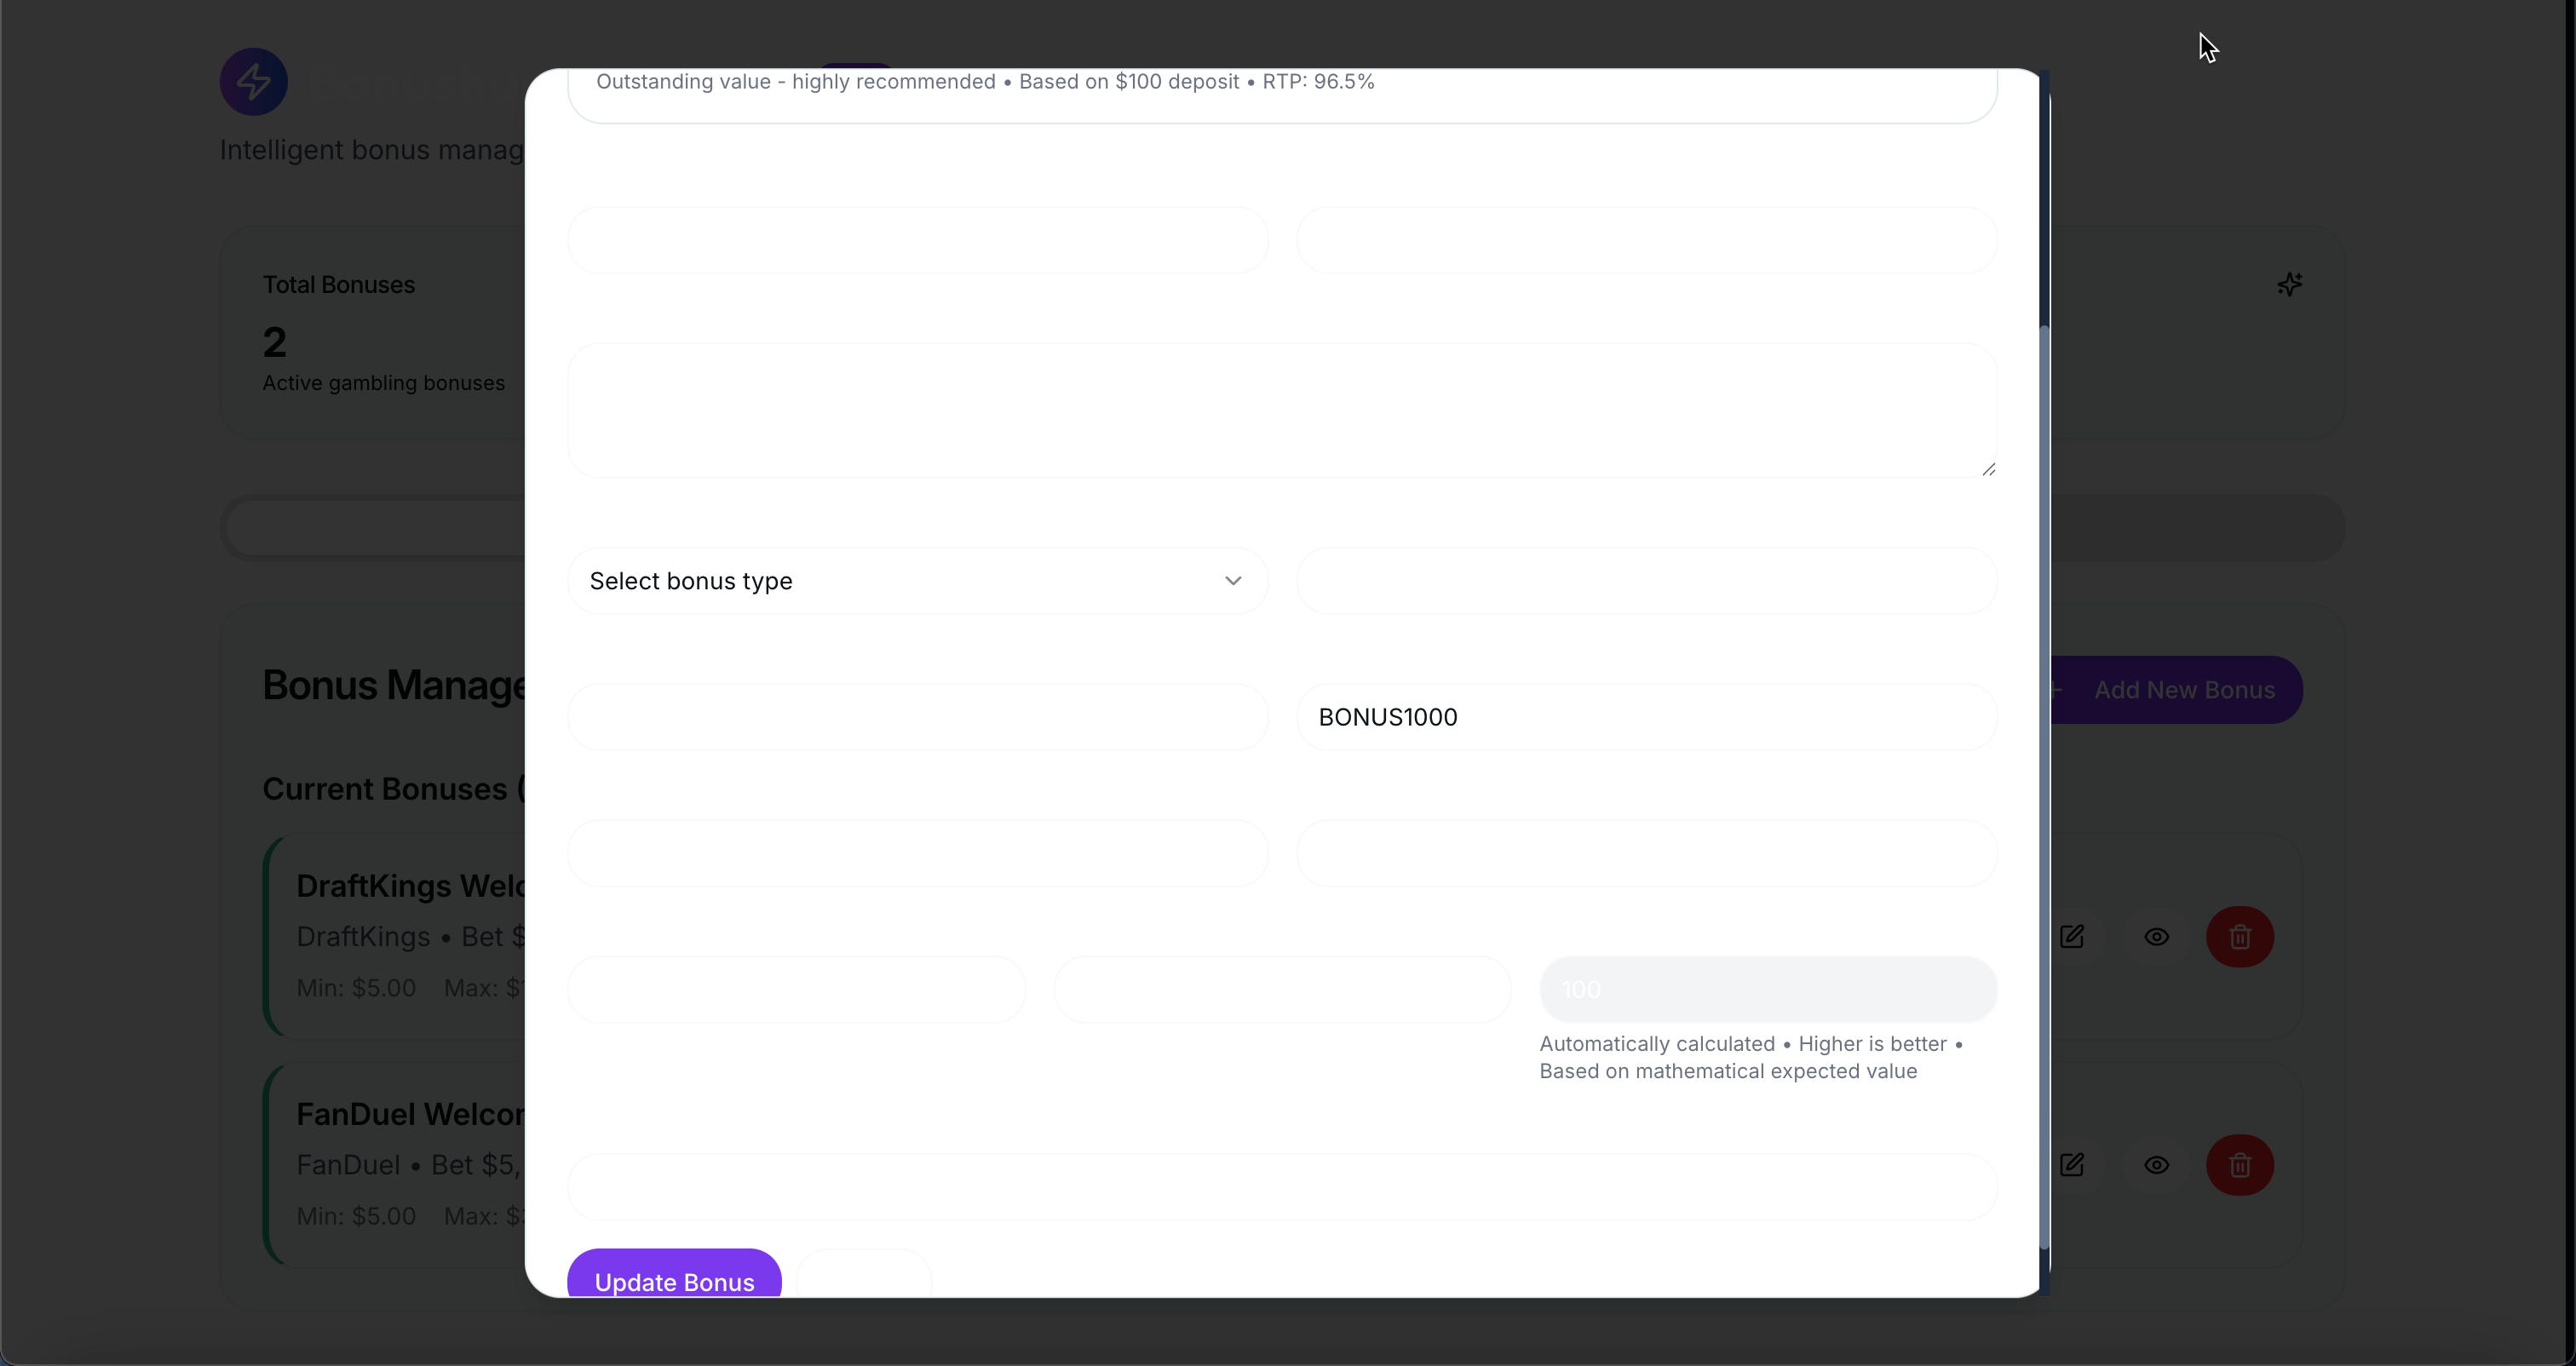 Intelligent bonus manag
Total Bonuses
2
Active gambling bonuses
Bonus Manage
Add New Bonus
Current Bonuses (
DraftKings Welc
DraftKings • Bet $
Min: $5.00 Max: $
FanDuel Welcor
FanDuel • Bet $5,
Min: $5.00 Max: $
Outstanding value - highly recommended • Based on $100 deposit • RTP: 96.5%
Select bonus type
BONUS1000
100
Automatically calculated • Higher is better •
Based on mathematical expected value
Update Bonus